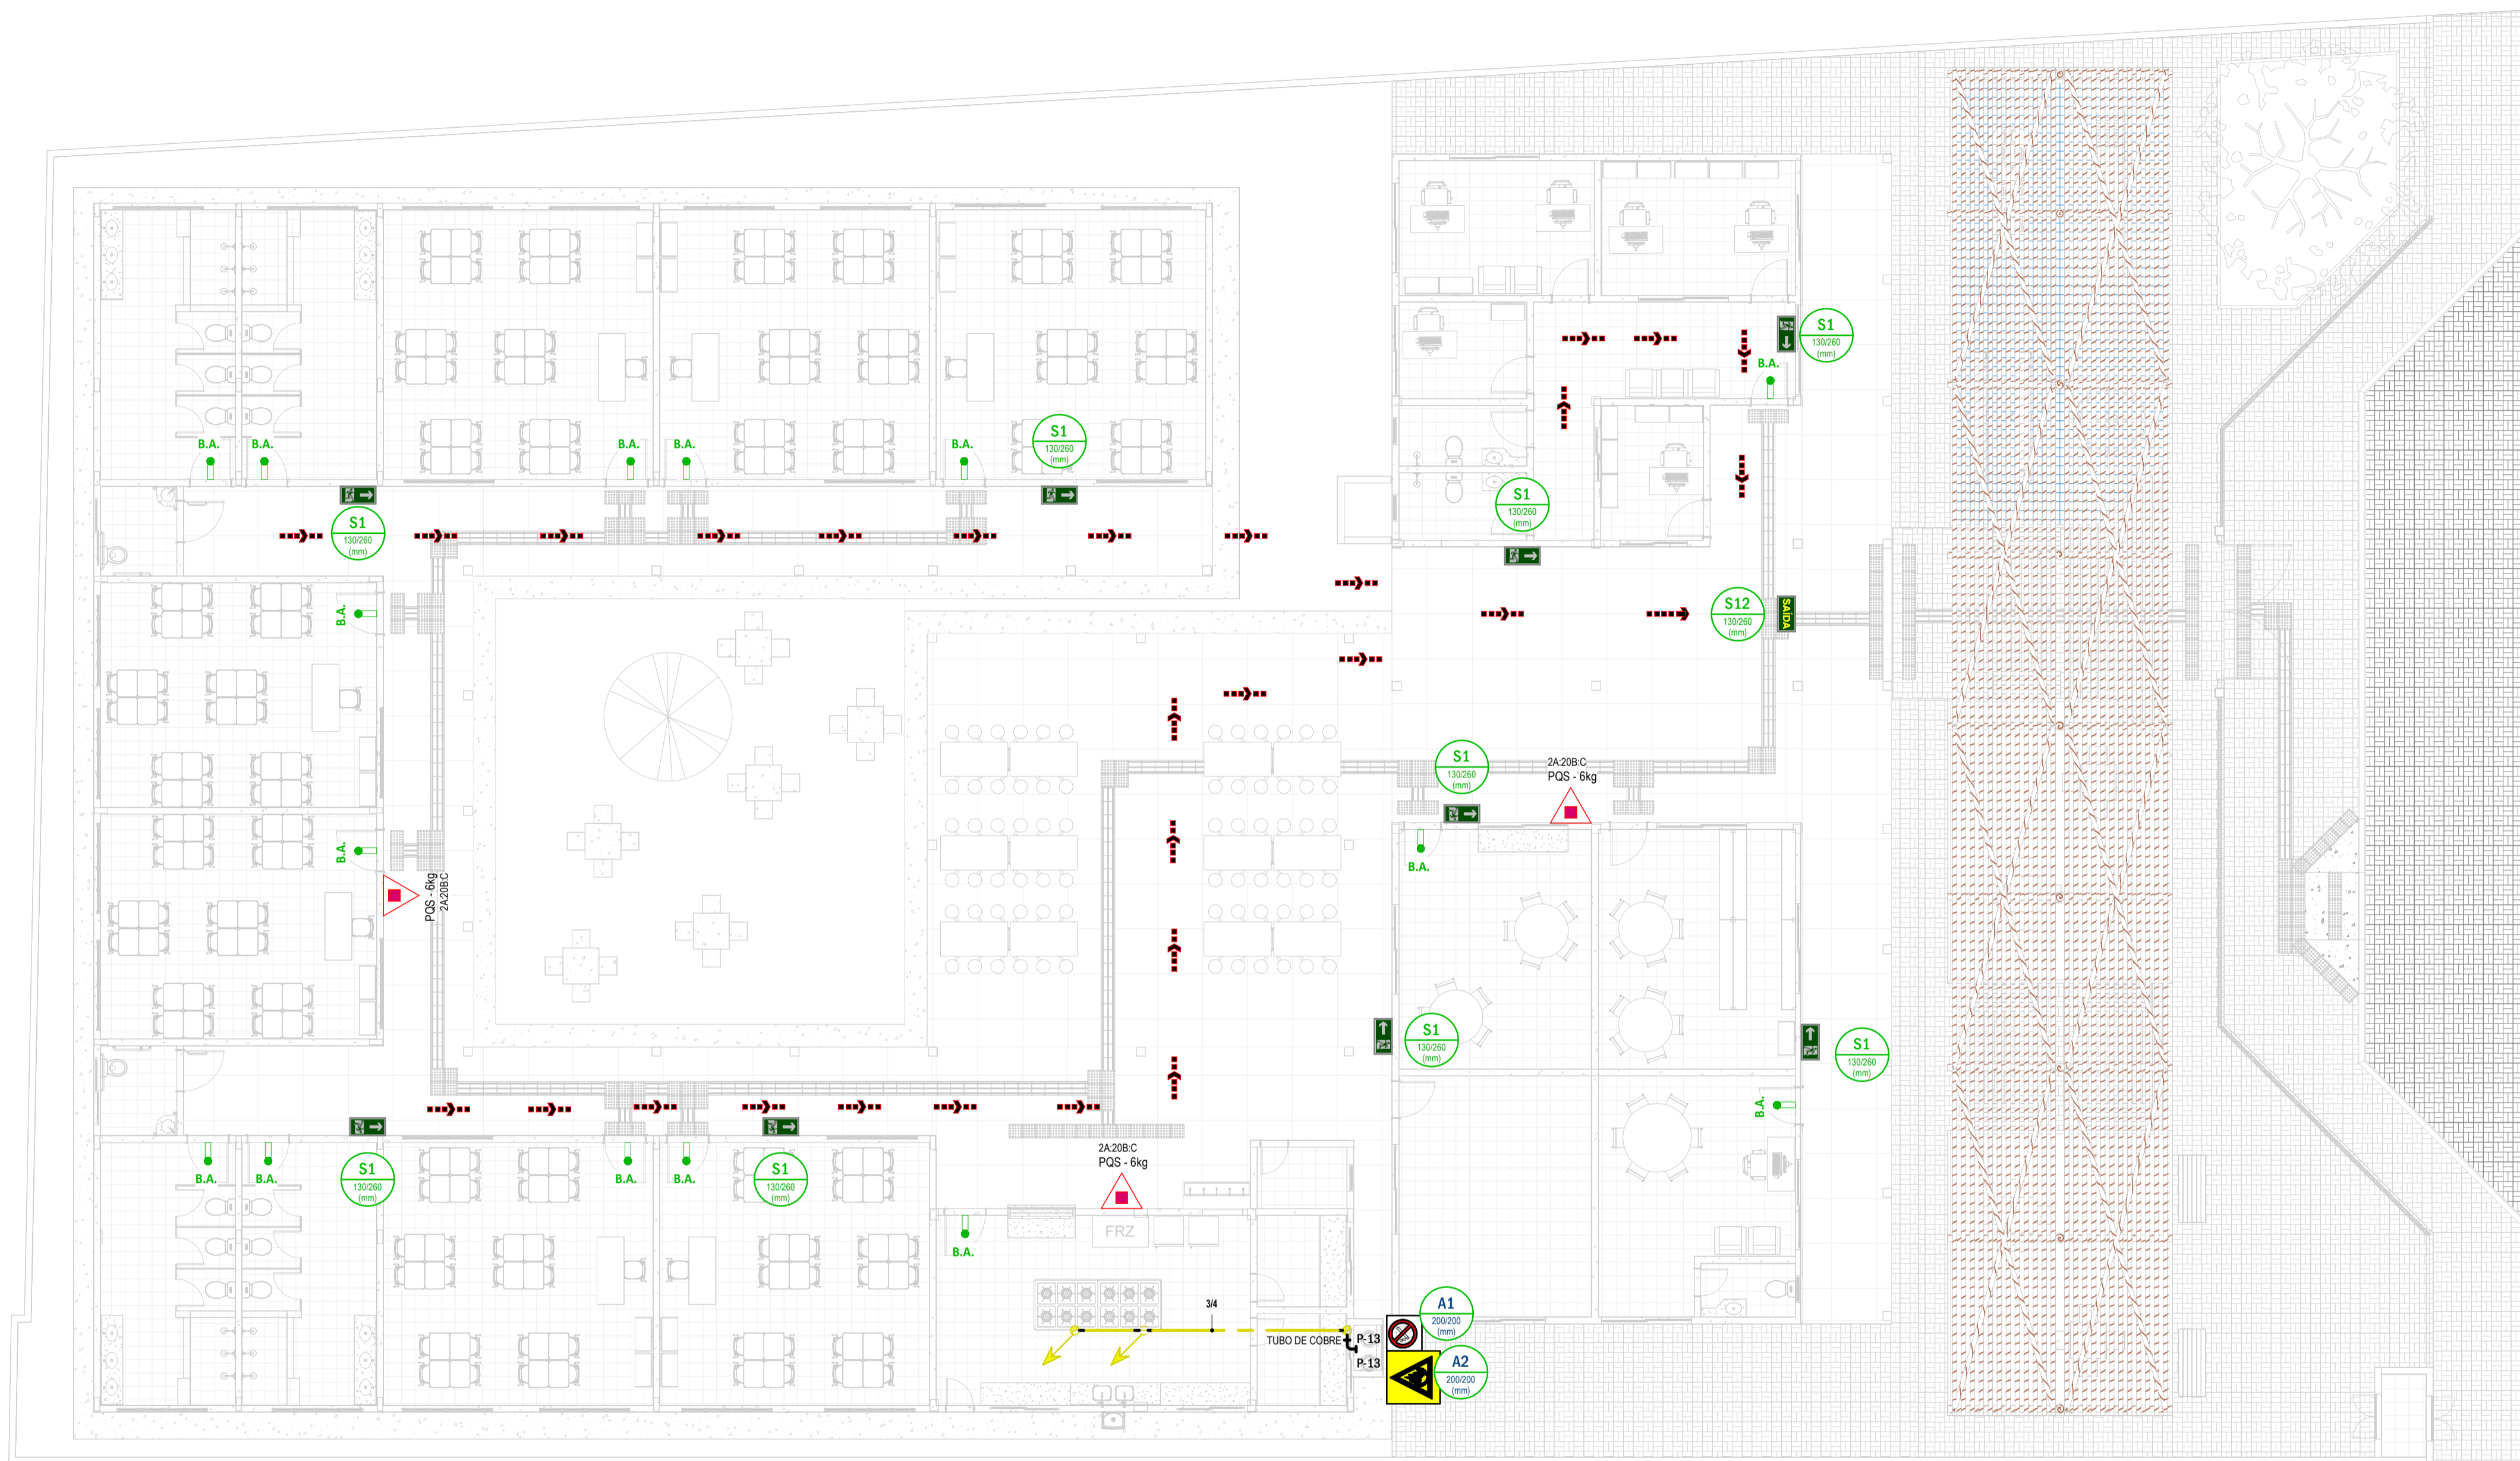 S1
130/260
(mm)
B.A.
B.A.
B.A.
B.A.
B.A.
B.A.
S1
130/260
(mm)
S1
130/260
(mm)
S1
130/260
(mm)
B.A.
S12
130/260
(mm)
SAÍDA
B.A.
PQS - 6kg
2A:20B:C
S1
130/260
(mm)
2A:20B:C
PQS - 6kg
B.A.
S1
130/260
(mm)
S1
130/260
(mm)
B.A.
2A:20B:C
PQS - 6kg
B.A.
B.A.
B.A.
B.A.
S1
130/260
(mm)
S1
130/260
(mm)
FRZ
B.A.
3/4
TUBO DE COBRE
P-13
P-13
A1
200/200
(mm)
A2
200/200
(mm)